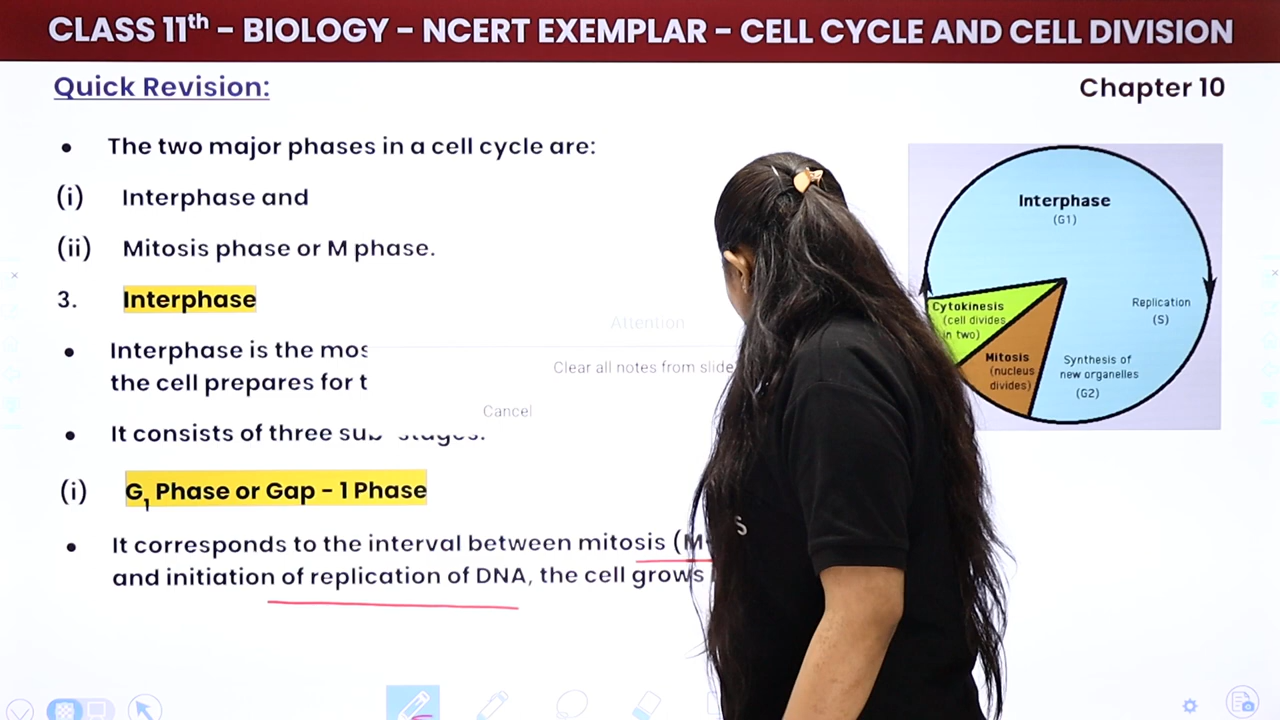 CLASS 11th – BIOLOGY – NCERT EXEMPLAR – CELL CYCLE AND CELL DIVISION
Quick Revision:
Chapter 10
• The two major phases in a cell cycle are:
(i) Interphase and
(ii) Mitosis phase or M phase.
3. Interphase
• Interphase is the
the cell prepares for
• It consists of three stages.
(i) G1 Phase or Gap – 1 Phase
• It corresponds to the interval between mitosis (M
and initiation of replication of DNA, the cell grows
Attention
Clear all notes from slide
Cancel
Interphase
(G1)
Replication
(S)
Synthesis of
new organelles
(G2)
Cytokinesis
(cell divides
in two)
Mitosis
(nucleus
divides)
S